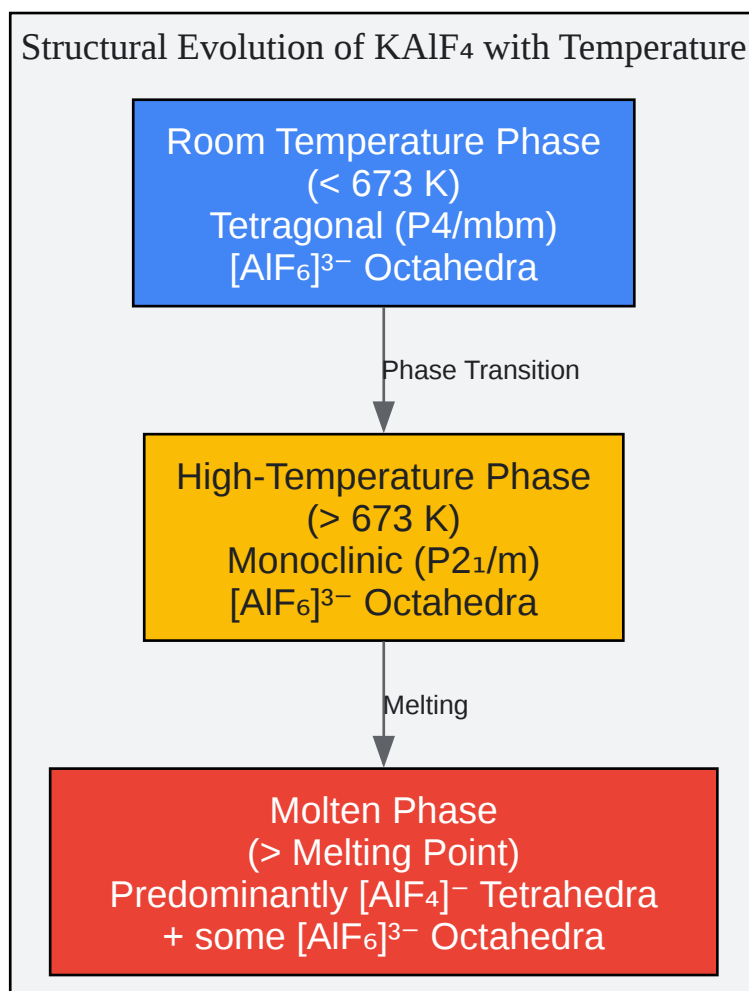 Structural Evolution of KAlF₄ with Temperature
Room Temperature Phase
(< 673 K)
Tetragonal (P4/mbm)
[AlF₆]³⁻ Octahedra
Phase Transition
High-Temperature Phase
(> 673 K)
Monoclinic (P2₁/m)
[AlF₆]³⁻ Octahedra
Melting
Molten Phase
(> Melting Point)
Predominantly [AlF₄]⁻ Tetrahedra
+ some [AlF₆]³⁻ Octahedra